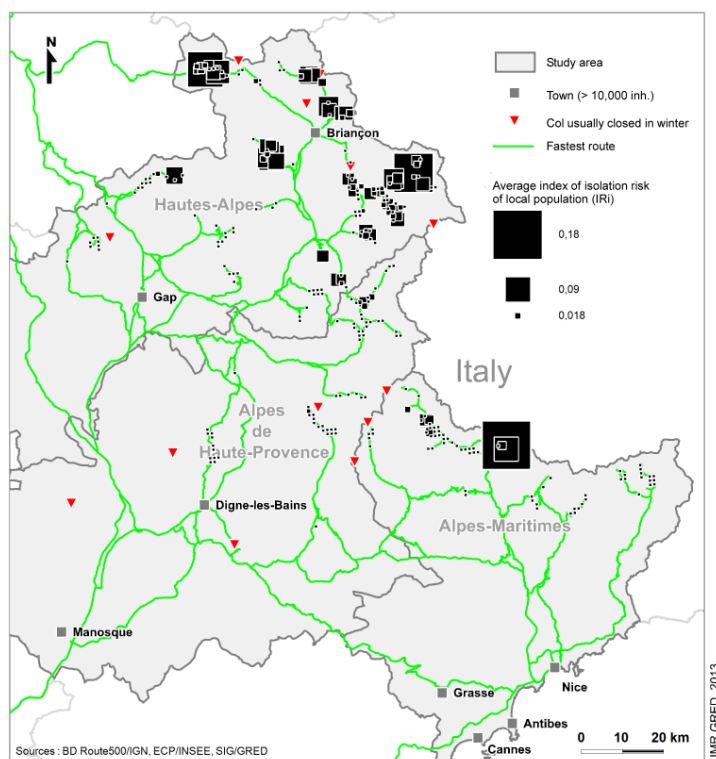 N
Study area
Town (> 10,000 inh.)
Col usually closed in winter
Fastest route
Average index of isolation risk
of local population (IRi)
0,18
0,09
0.018
Briançon
Hautes-Alpes
Gap
Italy
Alpes
de
Haute-Provence
Digne-les-Bains
Alpes-Maritimes
Manosque
Grasse
Nice
Antibes
Cannes
0 10 20 km
Sources : BD Route500/IGN, ECP/INSEE, SIG/GRED
JMR GRED, 2013